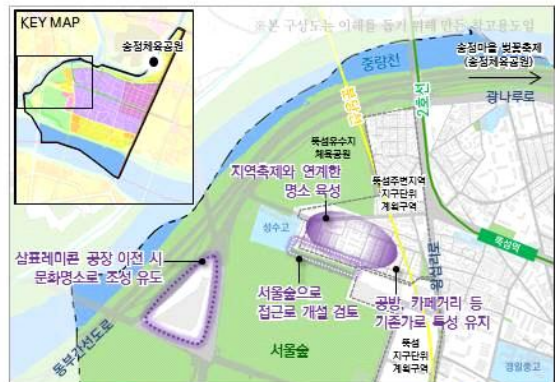 KEY MAP
송정체육공원
※본 구상도는 이해를 돕기 위해 만든 참고용도임
송정마을 벚꽃축제
(송정체육공원)
중랑천
광나루로
분당선
2호선
뚝섬유수지
체육공원
지역축제와 연계한
명소 육성
뚝섬주변지역
지구단위
계획구역
성수고
뚝섬역
왕십리로
삼표레미콘 공장 이전 시
문화명소로 조성 유도
서울숲으로
접근로 개설 검토
공방, 카페거리 등
기존가로 특성 유지
동부간선도로
서울숲
뚝섬
지구단위
계획구역
경일중고